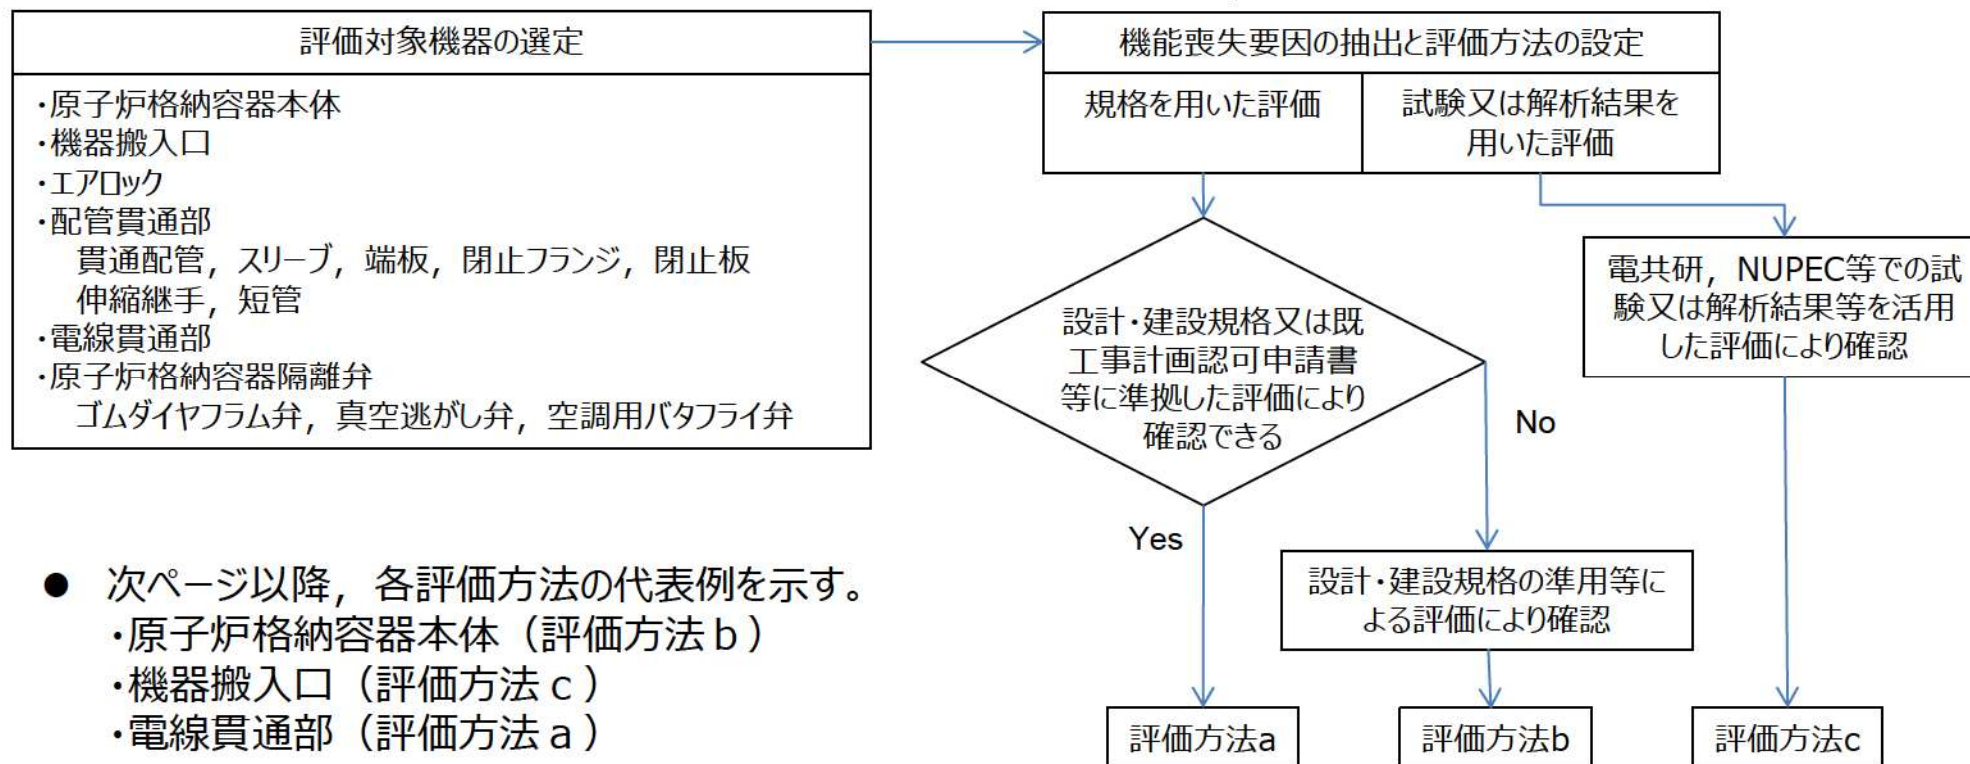 評価対象機器の選定
・原子炉格納容器本体
・機器搬入口
・エアロック
・配管貫通部
貫通配管，スリーブ，端板，閉止フランジ，閉止板
伸縮継手，短管
・電線貫通部
・原子炉格納容器隔離弁
ゴムダイヤフラム弁，真空逃がし弁，空調用バタフライ弁
機能喪失要因の抽出と評価方法の設定
規格を用いた評価
試験又は解析結果を
用いた評価
設計・建設規格又は既
工事計画認可申請書
等に準拠した評価により
確認できる
電共研，NUPEC等での試
験又は解析結果等を活用
した評価により確認
No
Yes
設計・建設規格の準用等に
よる評価により確認
評価方法a
評価方法b
評価方法c
● 次ページ以降，各評価方法の代表例を示す。
・原子炉格納容器本体（評価方法ｂ）
・機器搬入口（評価方法ｃ）
・電線貫通部（評価方法ａ）